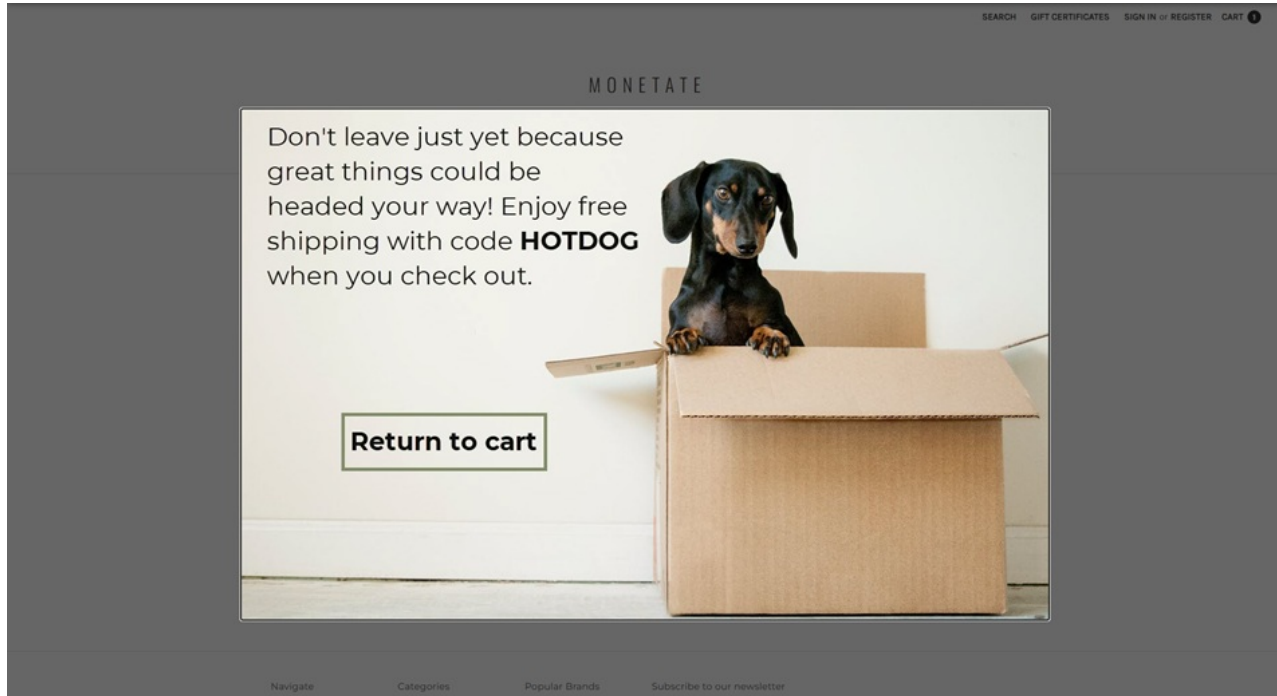 SEARCH GIFT CERTIFICATES SIGN IN or REGISTER CART 1
MONETATE
Don't leave just yet because
great things could be
headed your way! Enjoy free
shipping with code HOTDOG
when you check out.
Return to cart
Navigate Categories Popular Brands Subscribe to our newsletter